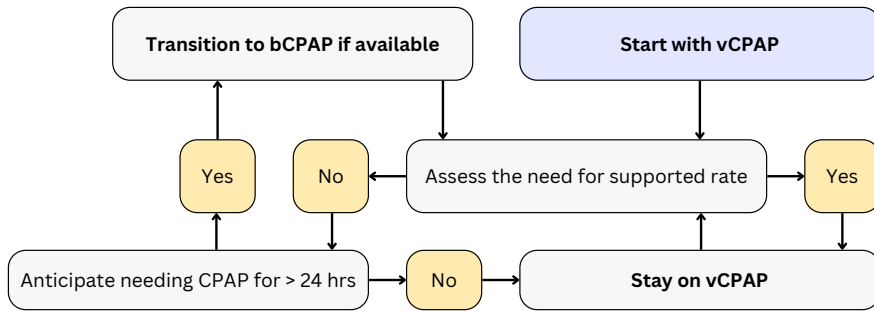 Transition to bCPAP if available
Start with vCPAP
Yes
No
Assess the need for supported rate
Yes
Anticipate needing CPAP for > 24 hrs
No
Stay on vCPAP